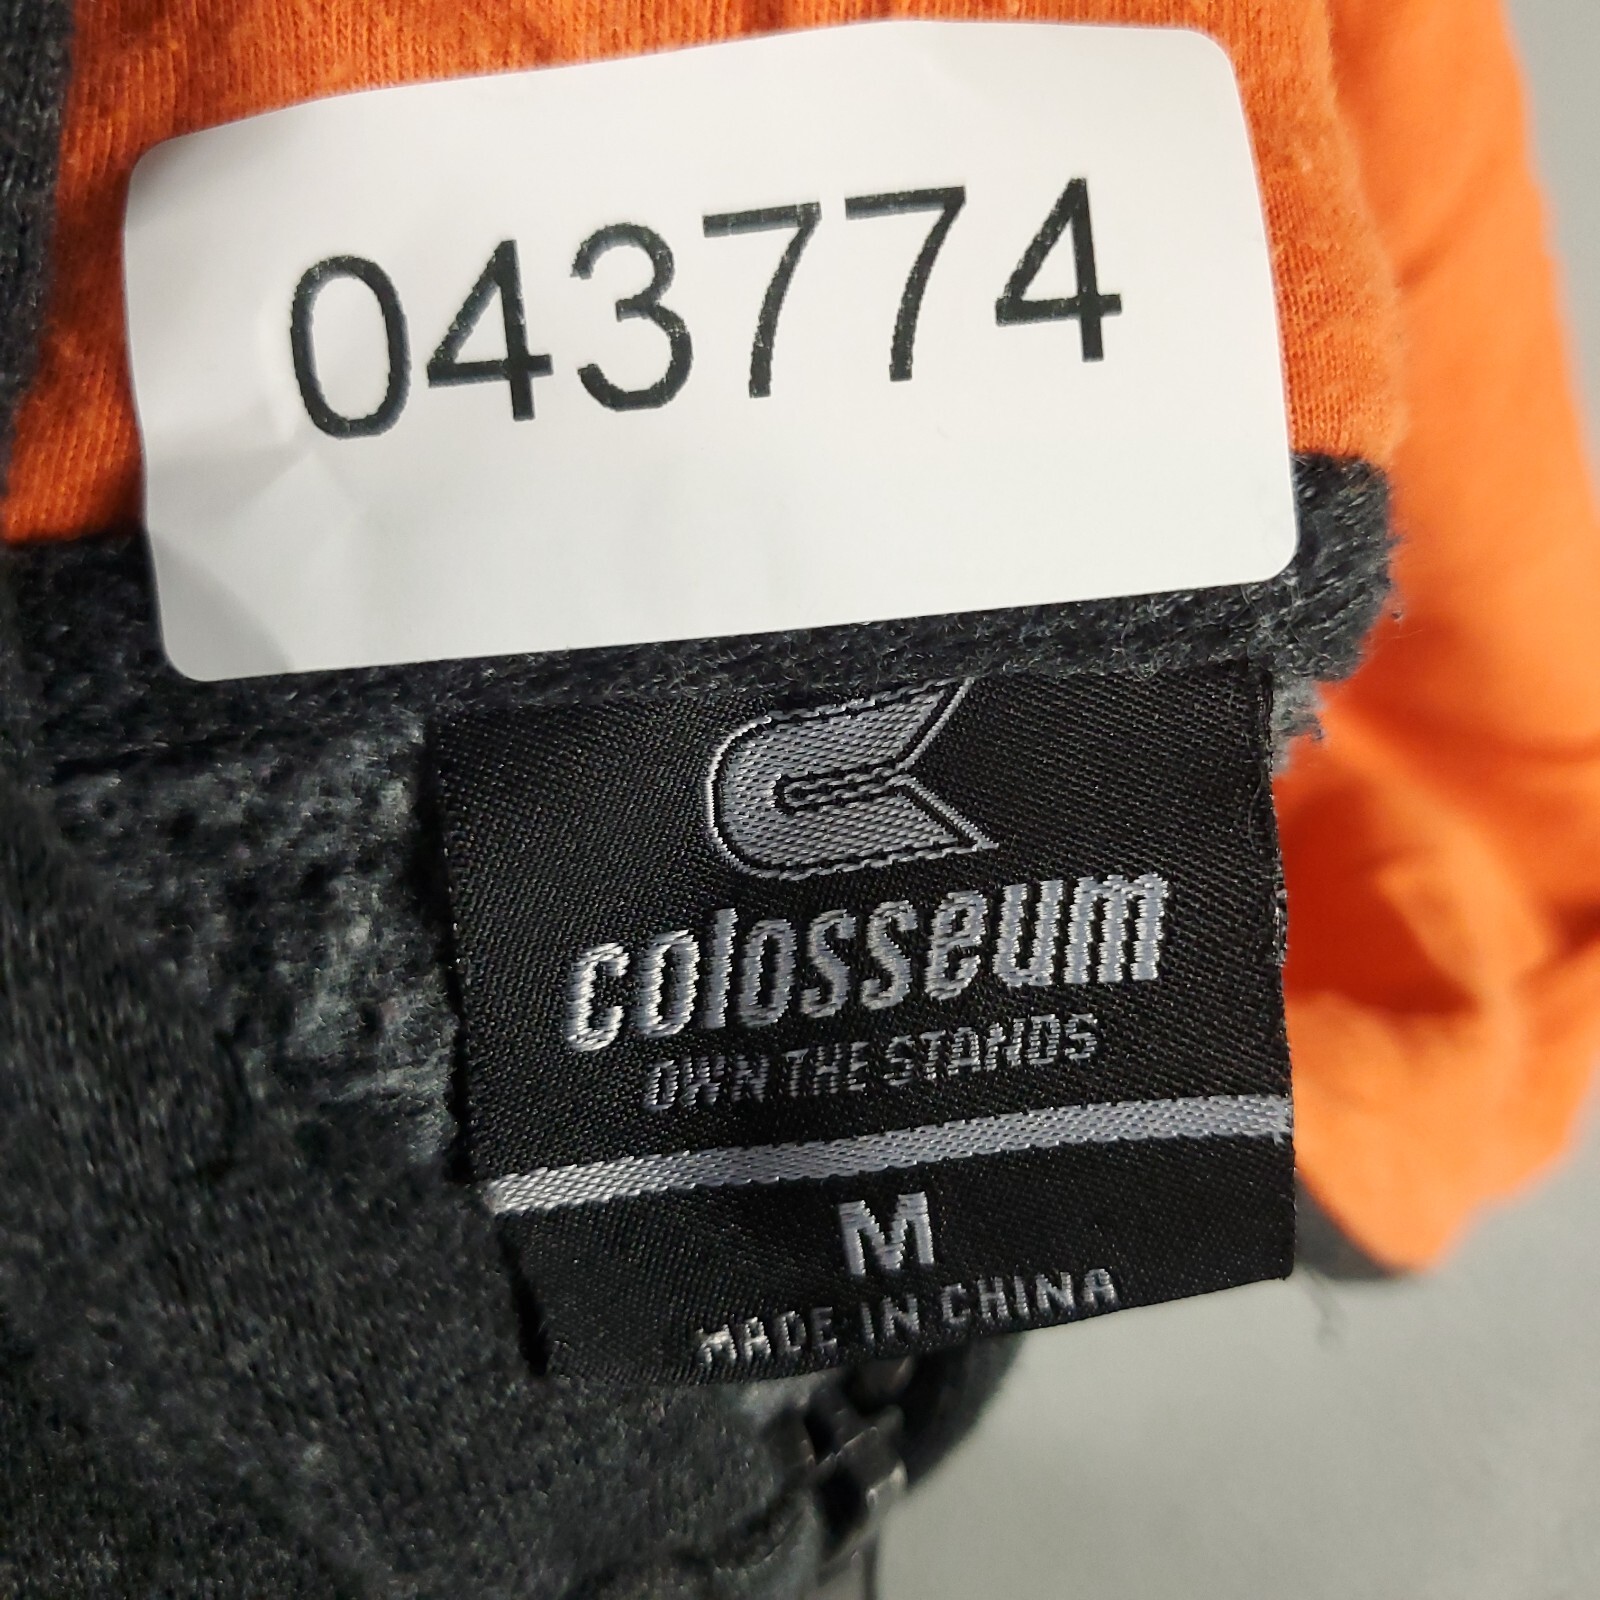 043774
colosseum
OWN THE STANDS
M
MADE IN CHINA